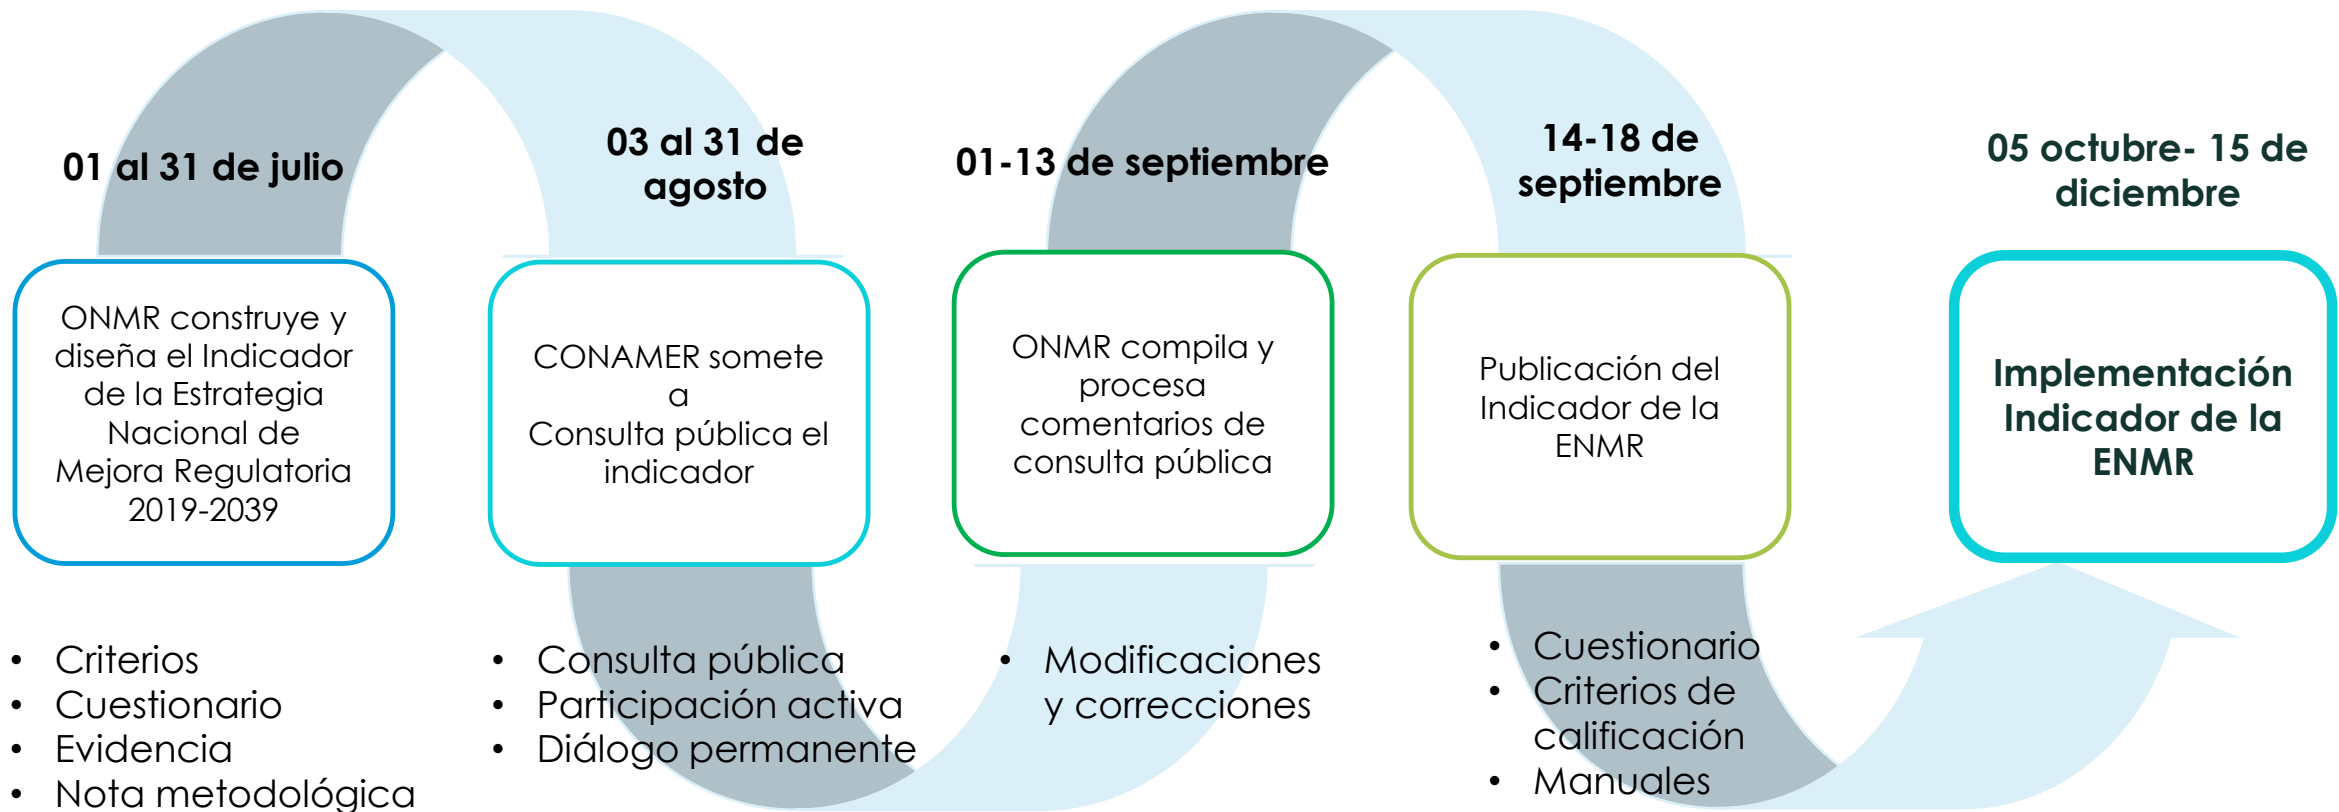 01 al 31 de julio
ONMR construye y
diseña el Indicador
de la Estrategia
Nacional de
Mejora Regulatoria
2019-2039
• Criterios
• Cuestionario
• Evidencia
• Nota metodológica
03 al 31 de
agosto
CONAMER somete
a
Consulta pública el
indicador
• Consulta pública
• Participación activa
• Diálogo permanente
01-13 de septiembre
ONMR compila y
procesa
comentarios de
consulta pública
• Modificaciones
y correcciones
14-18 de
septiembre
Publicación del
Indicador de la
ENMR
• Cuestionario
• Criterios de
calificación
• Manuales
05 octubre- 15 de
diciembre
Implementación
Indicador de la
ENMR